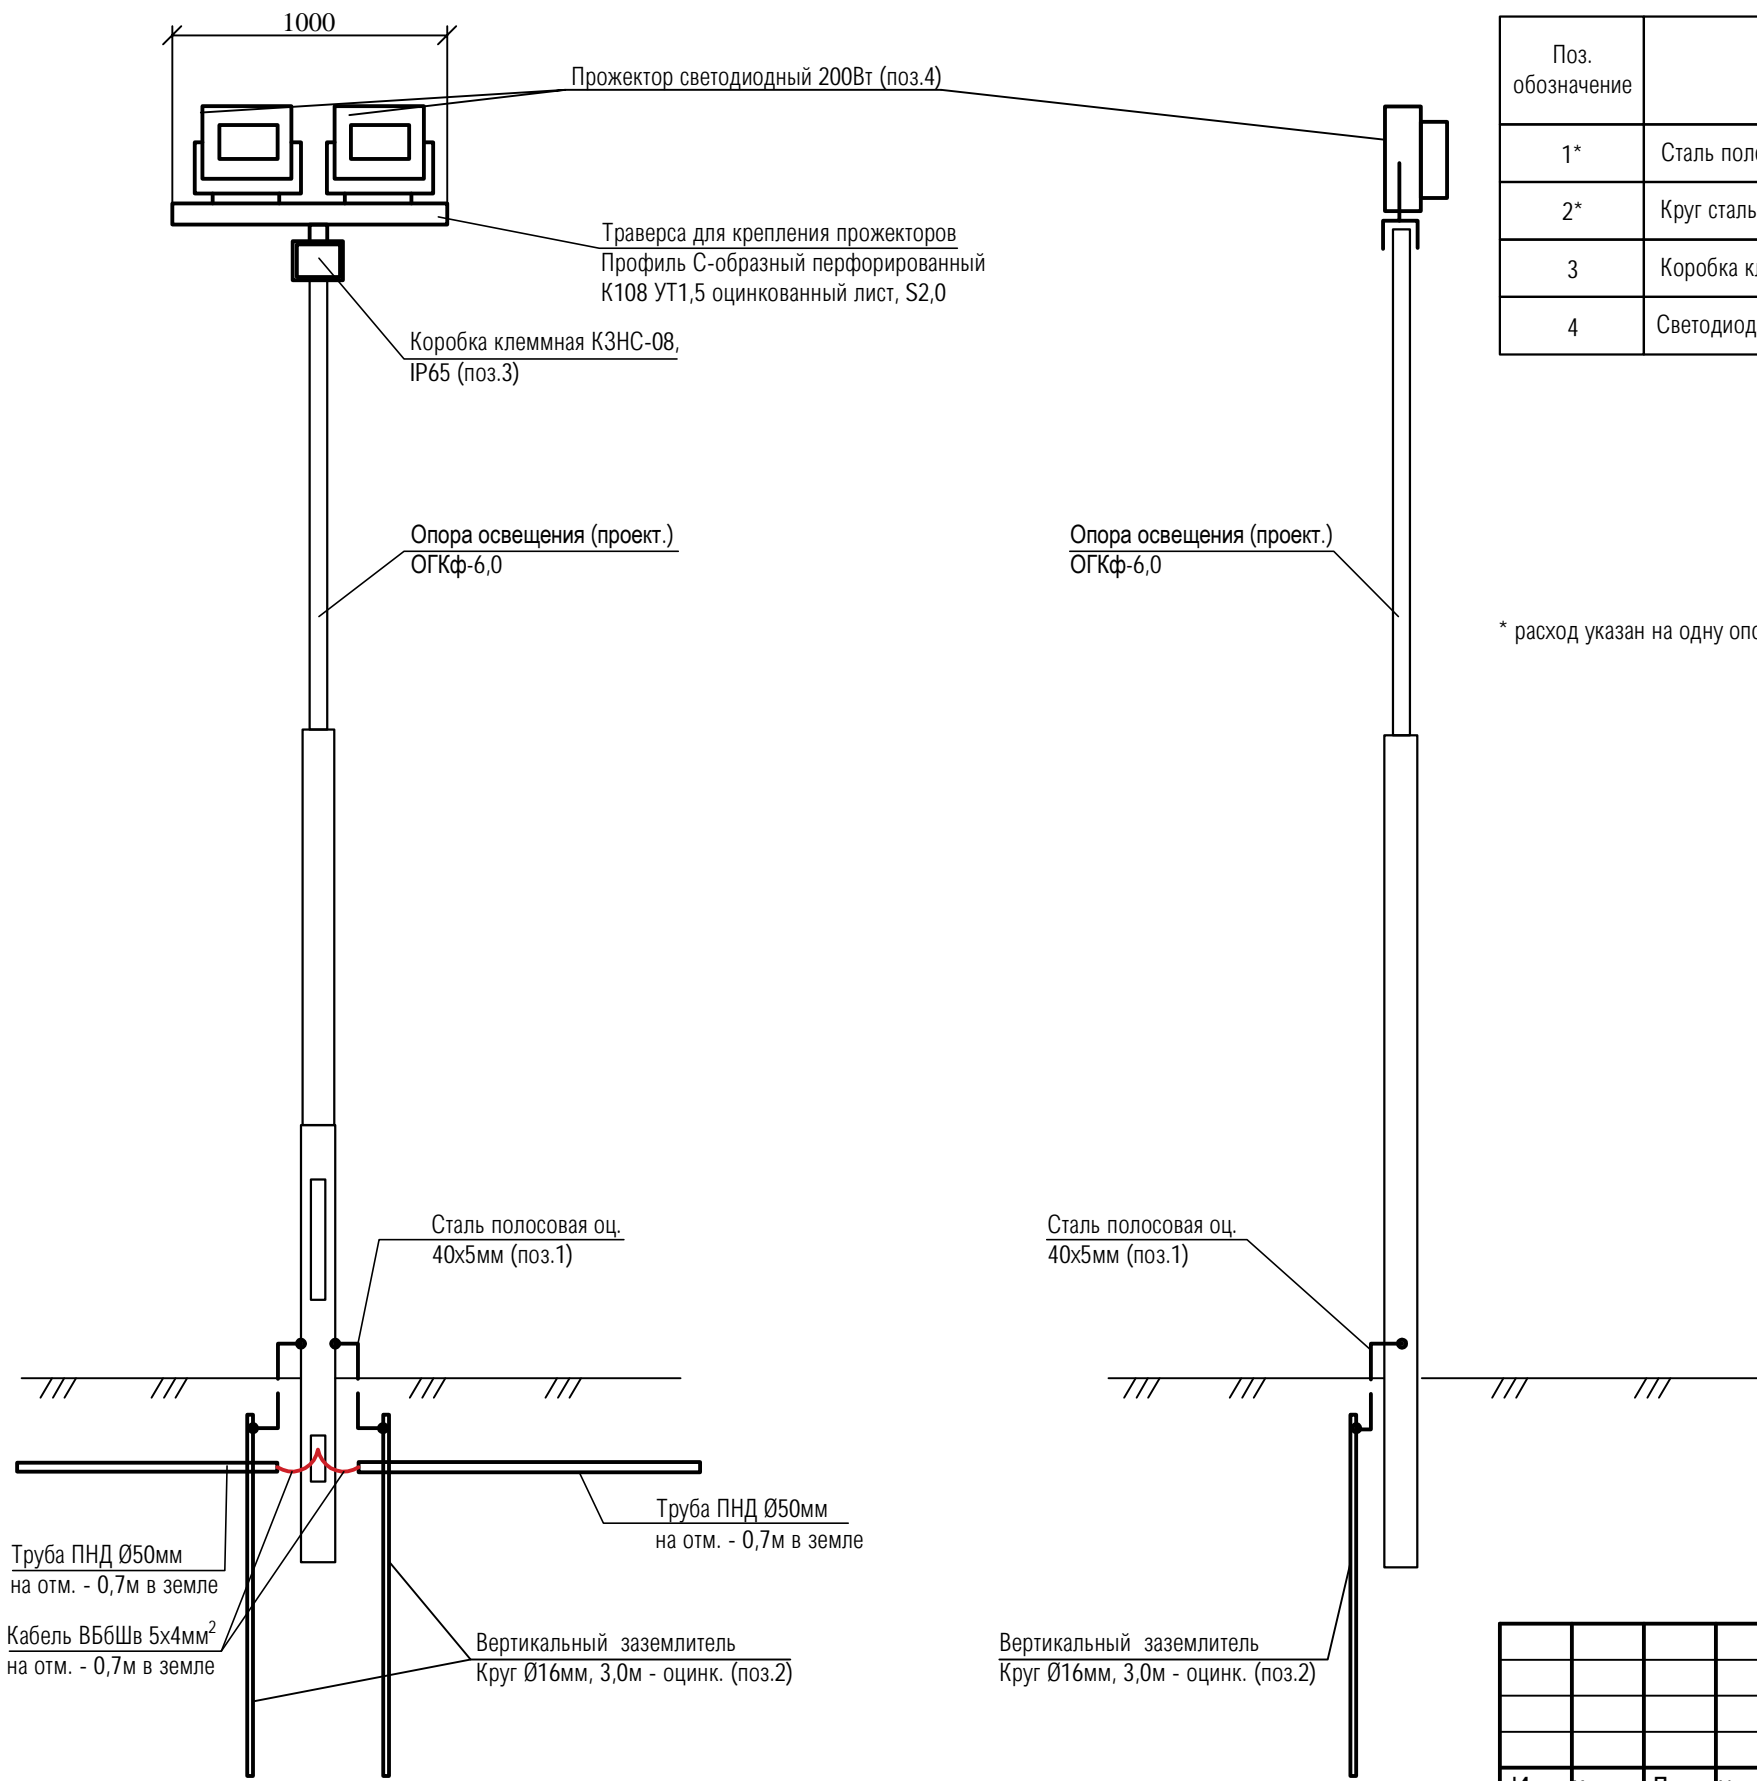 1000
Прожектор светодиодный 200Вт (поз.4)
Траверса для крепления прожекторов
Профиль С-образный перфорированный
К108 УТ1,5 оцинкованный лист, S2,0
Коробка клеммная КЗНС-08,
IP65 (поз.3)
Опора освещения (проект.)
ОГКф-6,0
Опора освещения (проект.)
ОГКф-6,0
Поз.
обозначение
1*
Сталь
2*
Круг
3
Коробка
4
* расход указан на одну
Сталь полосовая оц.
40х5мм (поз.1)
Сталь полосовая оц.
40х5мм (поз.1)
Труба ПНД Ø50мм
на отм. - 0,7м в земле
Труба ПНД Ø50мм
на отм. - 0,7м в земле
Кабель ВБбШв 5х4мм²
на отм. - 0,7м в земле
Вертикальный заземлитель
Круг Ø16мм, 3,0м - оцинк. (поз.2)
Вертикальный заземлитель
Круг Ø16мм, 3,0м - оцинк. (поз.2)